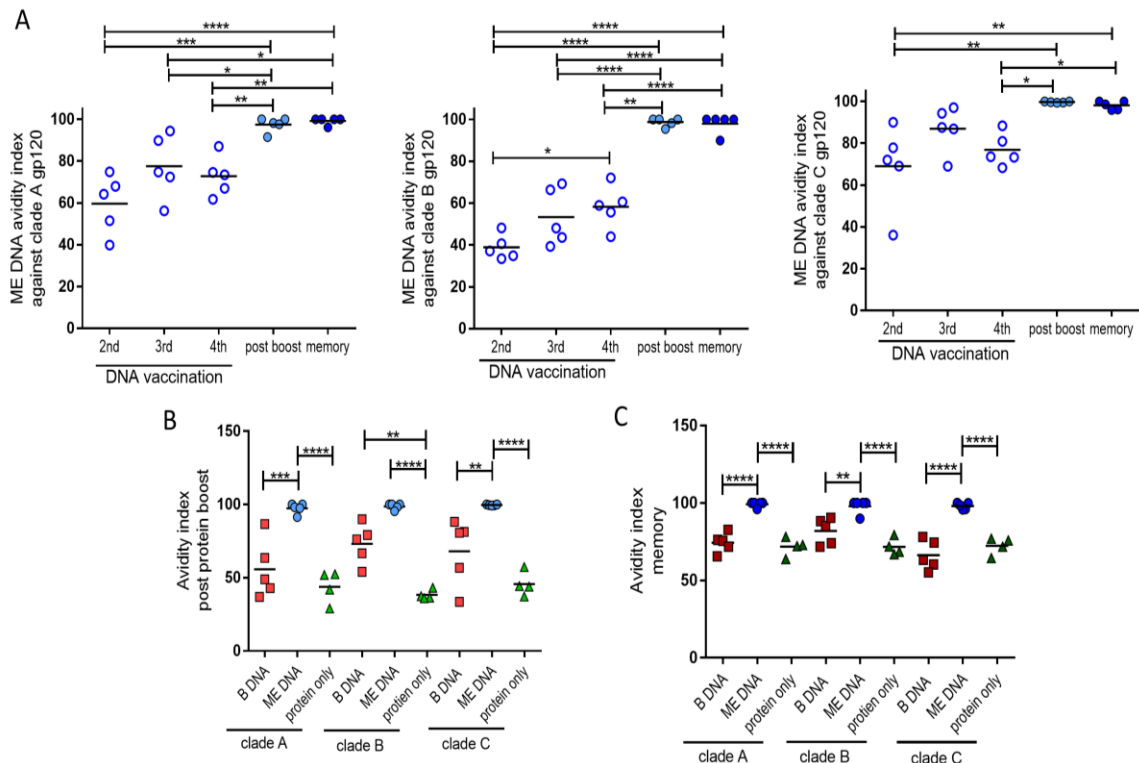 A
****
***
*
*
**
**
ME DNA avidity index
against clade A gp120
100
80
60
40
20
0
2nd 3rd 4th post boost memory
DNA vaccination
****
****
****
****
****
**
*
ME DNA avidity index
against clade B gp120
100
80
60
40
20
0
2nd 3rd 4th post boost memory
DNA vaccination
**
**
*
*
ME DNA avidity index
against clade C gp120
100
80
60
40
20
0
2nd 3rd 4th post boost memory
DNA vaccination
B
Avidity index
post protein boost
150
100
50
0
***
****
**
****
**
****
B DNA ME DNA protein only B DNA ME DNA protien only B DNA ME DNA protein only
clade A clade B clade C
C
Avidity index
memory
150
100
50
0
****
****
**
****
****
****
B DNA ME DNA protein only B DNA ME DNA protein only B DNA ME DNA protein only
clade A clade B clade C